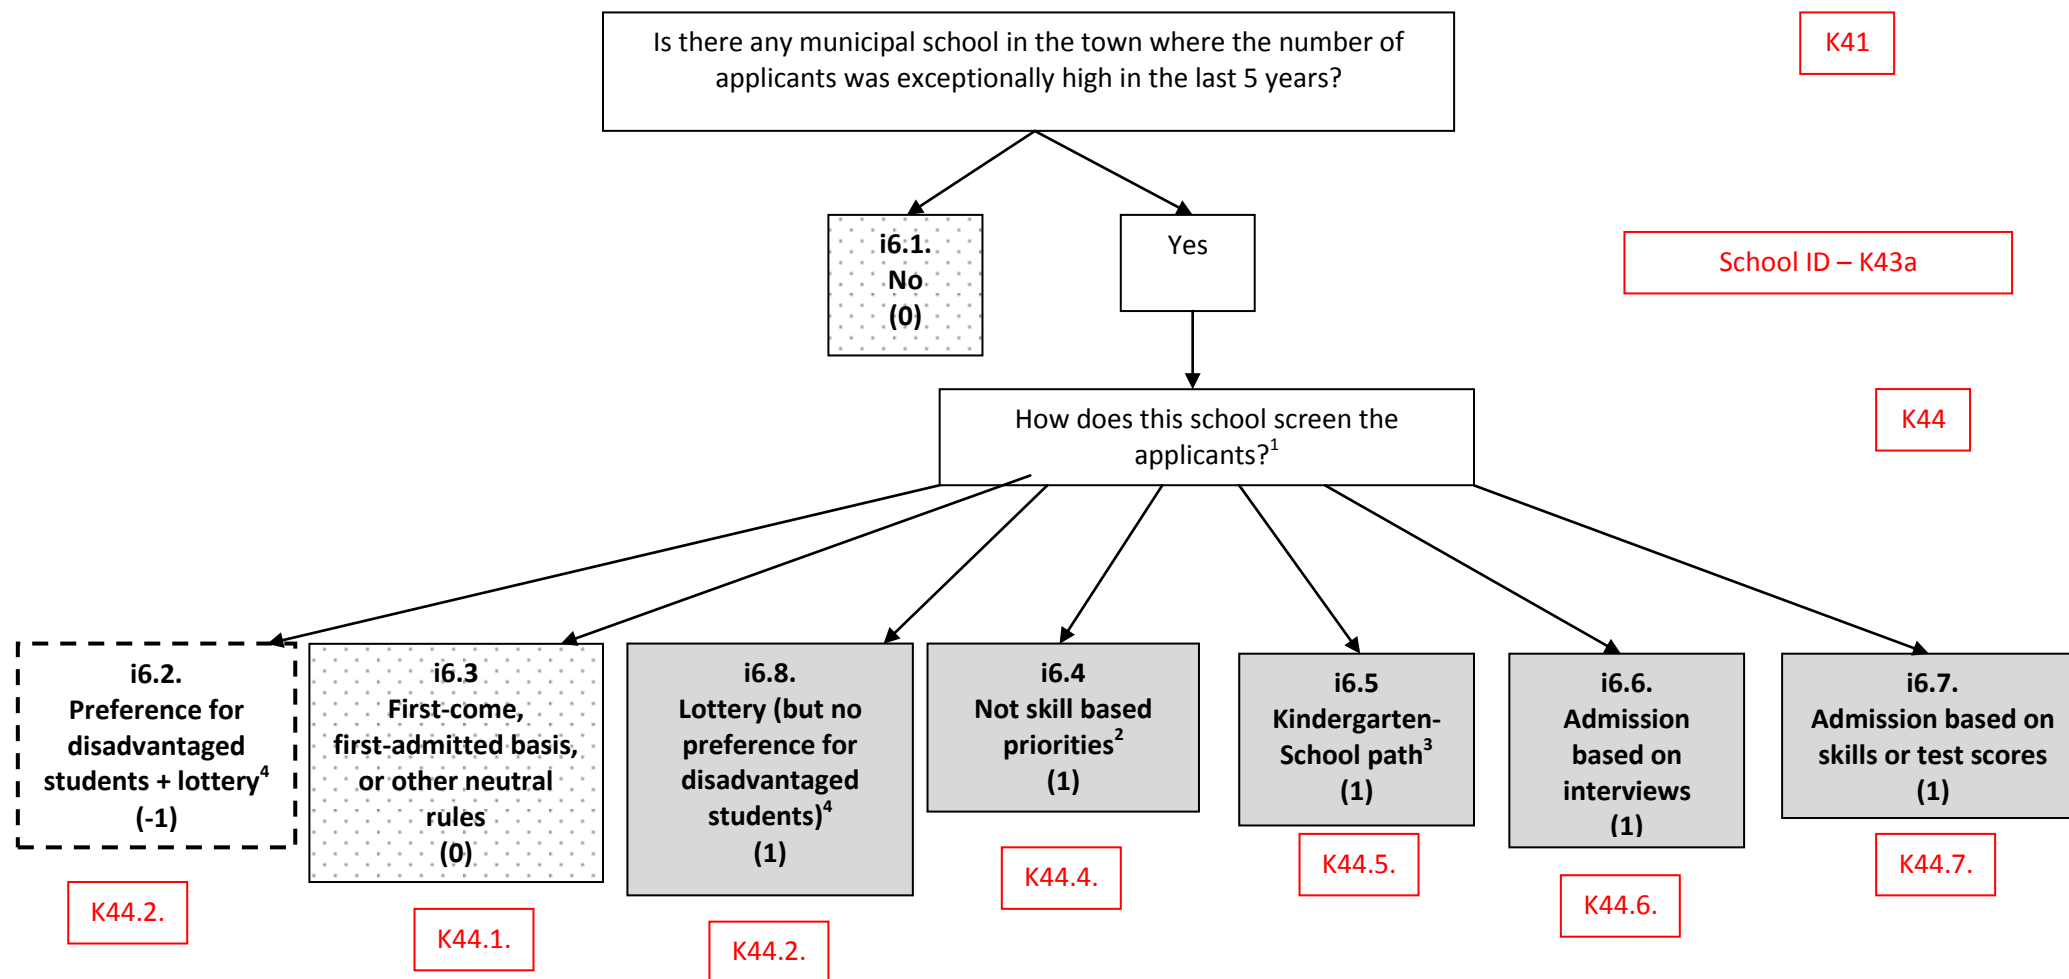 Is there any municipal school in the town where the number of
applicants was exceptionally high in the last 5 years?
K41
i6.1.
No
(0)
Yes
School ID – K43a
How does this school screen the
applicants?1
K44
i6.2.
Preference for
disadvantaged
students + lottery4
(-1)
i6.3
First-come,
first-admitted basis,
or other neutral
rules
(0)
i6.8.
Lottery (but no
preference for
disadvantaged
students)4
(1)
i6.4
Not skill based
priorities2
(1)
i6.5
Kindergarten-
School path3
(1)
i6.6.
Admission
based on
interviews
(1)
i6.7.
Admission based on
skills or test scores
(1)
K44.2.
K44.1.
K44.2.
K44.4.
K44.5.
K44.6.
K44.7.